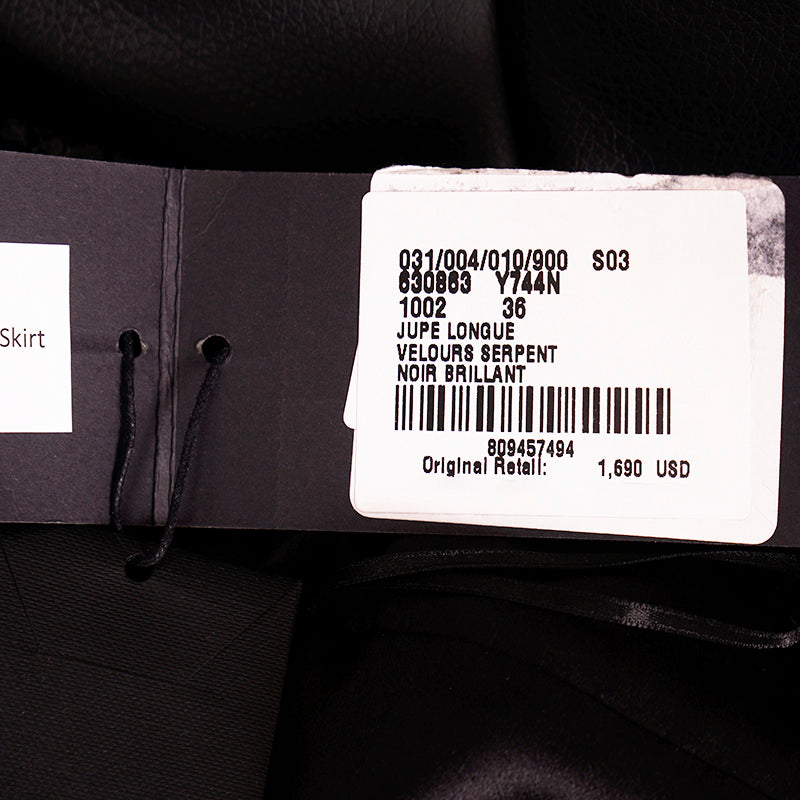 Skirt
031/004/010/900 S03
630863 Y744N
1002 36
JUPE LONGUE
VELOURS SERPENT
NOIR BRILLANT
809457494
Original Retail: 1,690 USD